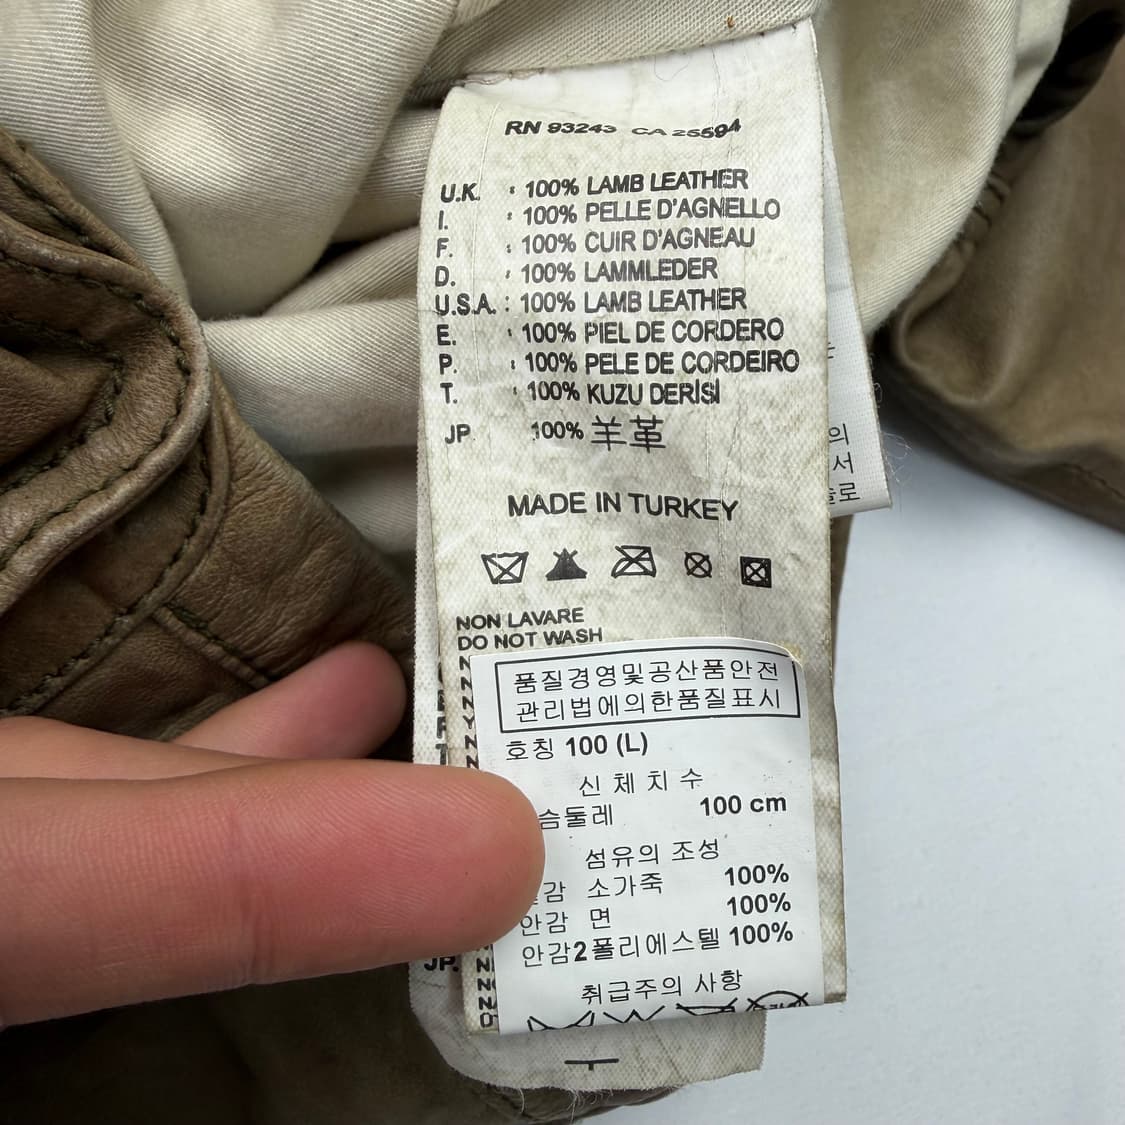 RN 93243 CA 25594
U.K. : 100% LAMB LEATHER
I. : 100% PELLE D'AGNELLO
F. : 100% CUIR D'AGNEAU
D. : 100% LAMMLEDER
U.S.A. : 100% LAMB LEATHER
E. : 100% PIEL DE CORDERO
P. : 100% PELE DE CORDEIRO
T. : 100% KUZU DERİSİ
JP 100% 羊革
MADE IN TURKEY
NON LAVARE
DO NOT WASH
품질경영및공산품안전
관리법에의한품질표시
호칭 100 (L)
신체치수
슴둘레 100 cm
섬유의 조성
감 소가죽 100%
안감 면 100%
안감2폴리에스텔 100%
취급주의 사항
JP.
의
서
로